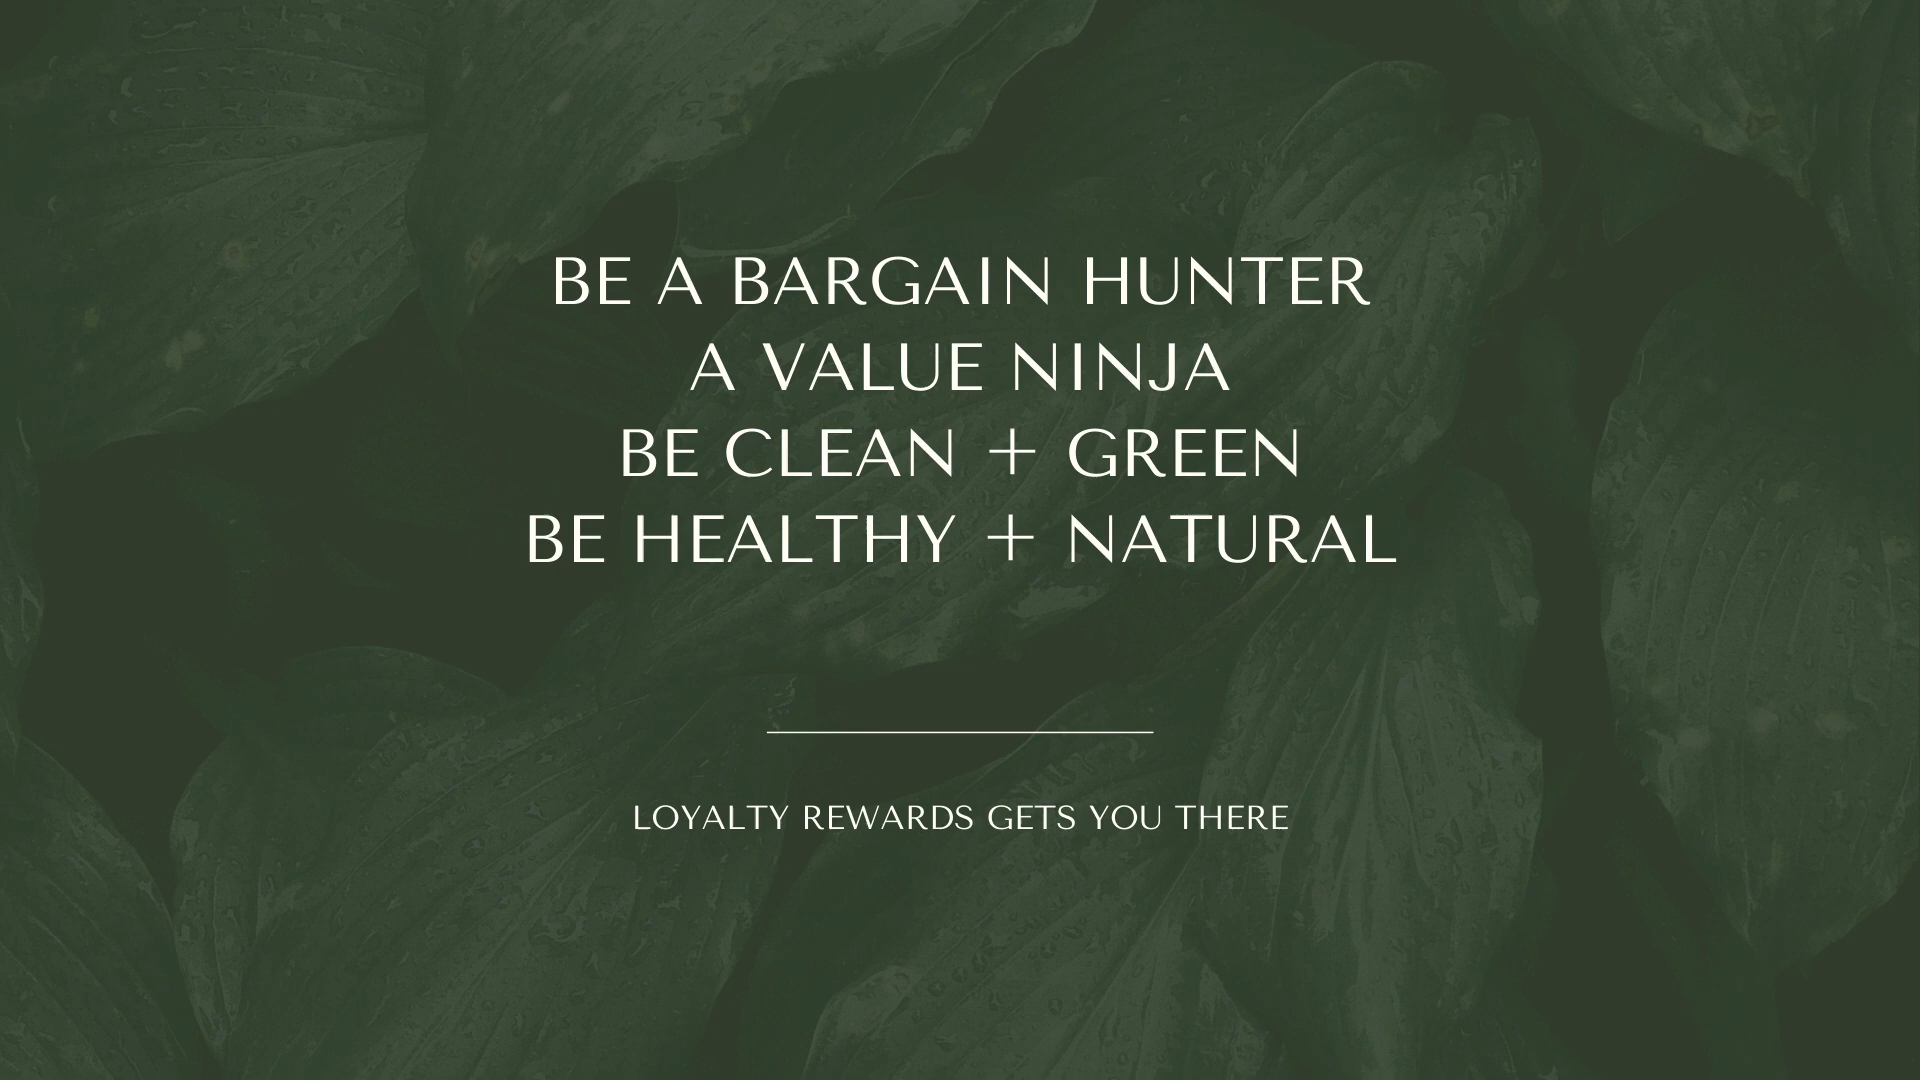 BE A BARGAIN HUNTER
A VALUE NINJA
BE CLEAN + GREEN
BE HEALTHY + NATURAL
LOYALTY REWARDS GETS YOU THERE